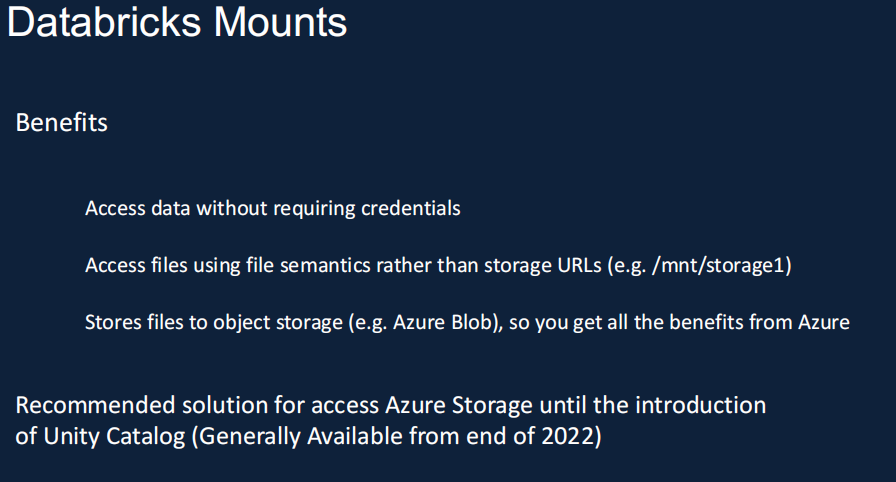 Databricks Mounts
Benefits
Access data without requiring credentials
Access files using file semantics rather than storage URLs (e.g. /mnt/storage1)
Stores files to object storage (e.g. Azure Blob), so you get all the benefits from Azure
Recommended solution for access Azure Storage until the introduction
of Unity Catalog (Generally Available from end of 2022)